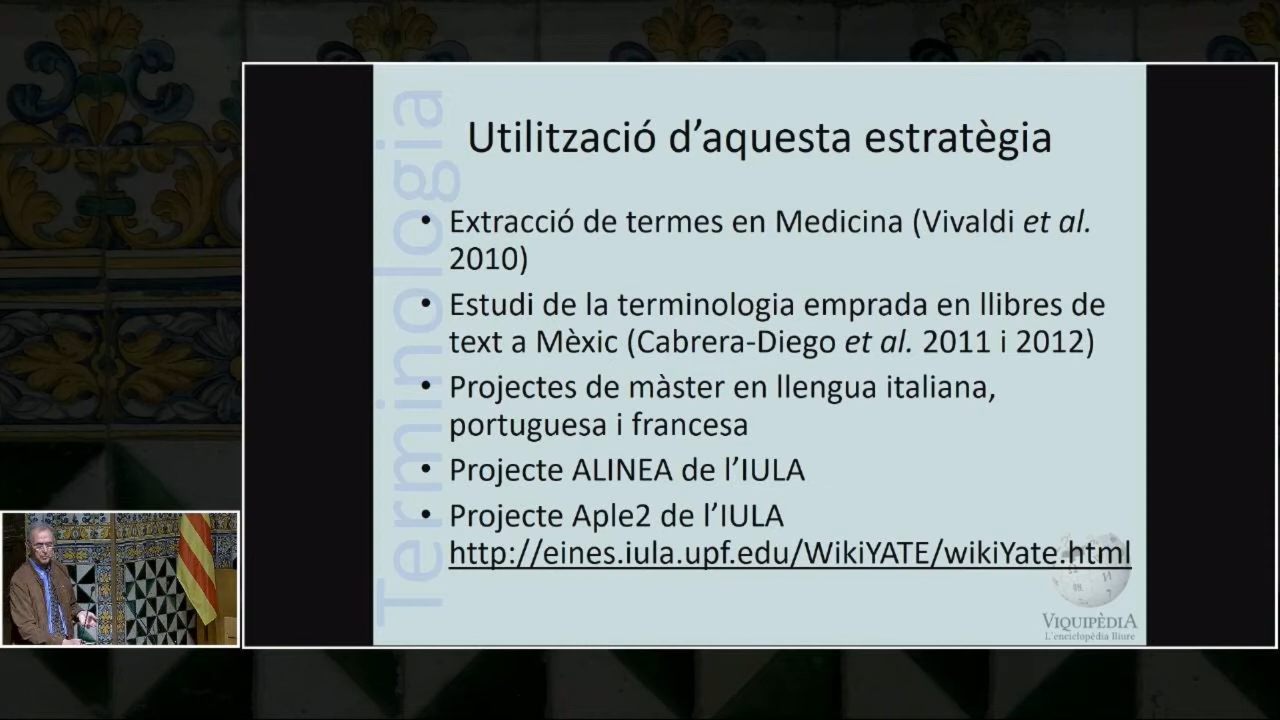 Terminologia
Utilització d’aquesta estratègia
• Extracció de termes en Medicina (Vivaldi et al.
2010)
• Estudi de la terminologia emprada en llibres de
text a Mèxic (Cabrera-Diego et al. 2011 i 2012)
• Projectes de màster en llengua italiana,
portuguesa i francesa
• Projecte ALINEA de l’IULA
• Projecte Aple2 de l’IULA
http://eines.iula.upf.edu/WikiYATE/wikiYate.html
VIQUIPÈDIA
L'enciclopèdia lliure